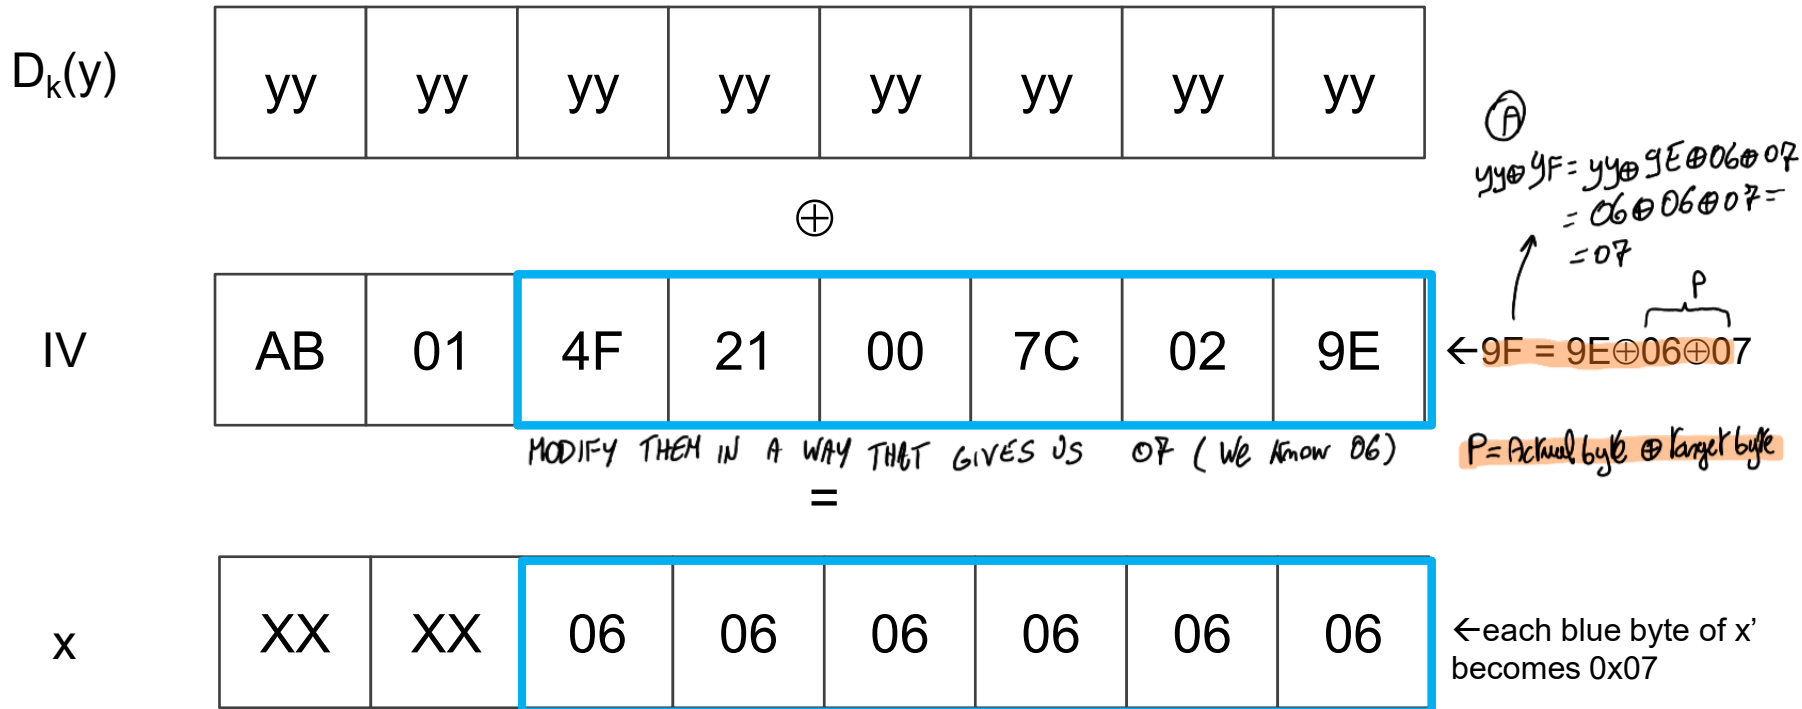 Dk(y) yy yy yy yy yy yy yy yy
A
yy⊕9F = yy⊕9E⊕06⊕07
= 06⊕06⊕07 =
= 07
⊕
P
IV AB 01 4F 21 00 7C 02 9E ←9F = 9E⊕06⊕07
MODIFY THEM IN A WAY THAT GIVES US 07 (We know 06)
P = Actual byte ⊕ target byte
=
x XX XX 06 06 06 06 06 06 ←each blue byte of x’
becomes 0x07